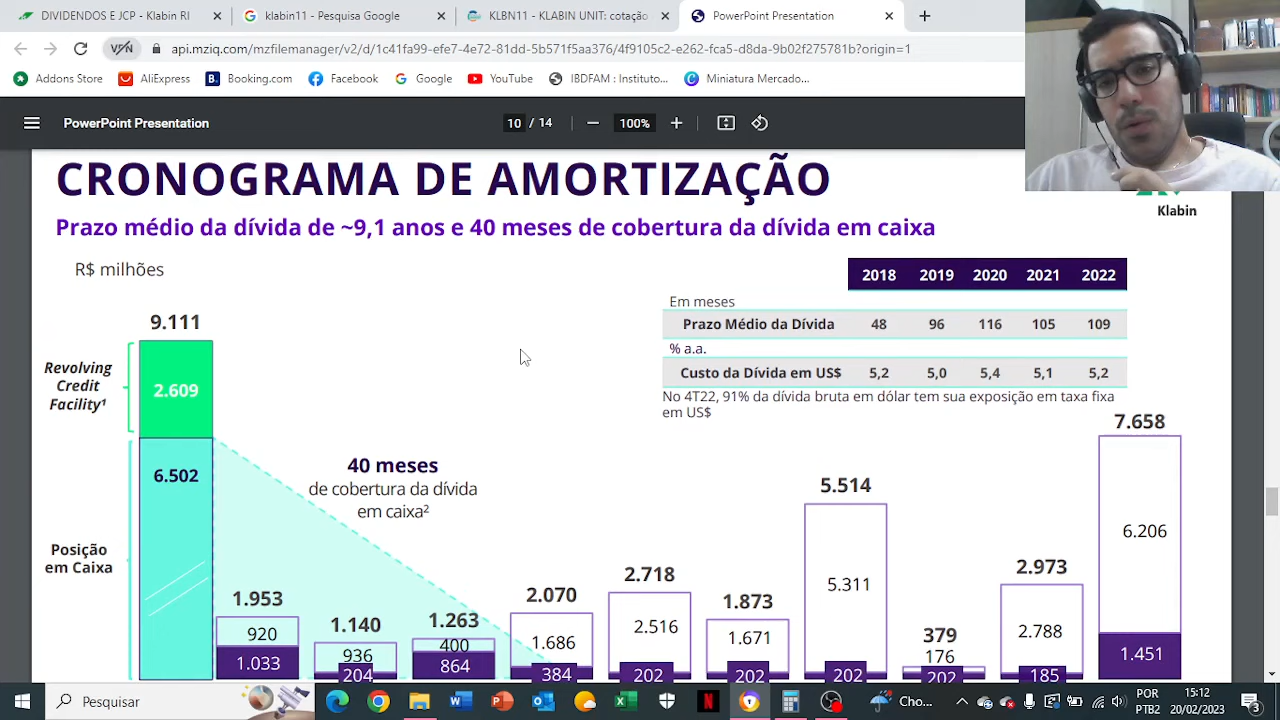 DIVIDENDOS E JCP - Klabin RI
klabin11 - Pesquisa Google
KLBN11 - KLABIN UNIT: cotação
PowerPoint Presentation
VPN
api.mziq.com/mzfilemanager/v2/d/1c41fa99-efe7-4e72-81dd-5b571f5aa376/4f9105c2-e262-fca5-d8da-9b02f275781b?origin=1
Addons Store
AliExpress
Booking.com
Facebook
Google
YouTube
IBDFAM : Instituto...
Miniatura Mercado...
PowerPoint Presentation
10 / 14
100%
CRONOGRAMA DE AMORTIZAÇÃO
Klabin
Prazo médio da dívida de ~9,1 anos e 40 meses de cobertura da dívida em caixa
R$ milhões
2018 2019 2020 2021 2022
Em meses
Prazo Médio da Dívida 48 96 116 105 109
% a.a.
Custo da Dívida em US$ 5,2 5,0 5,4 5,1 5,2
No 4T22, 91% da dívida bruta em dólar tem sua exposição em taxa fixa
em US$
9.111
Revolving
Credit
Facility¹
2.609
6.502
Posição
em Caixa
40 meses
de cobertura da dívida
em caixa²
1.953
920
1.033
1.140
936
204
1.263
400
864
2.070
1.686
384
2.718
2.516
202
1.873
1.671
202
5.514
5.311
202
379
176
202
2.973
2.788
185
7.658
6.206
1.451
Pesquisar
Cho...
POR
PTB2
15:12
20/02/2023